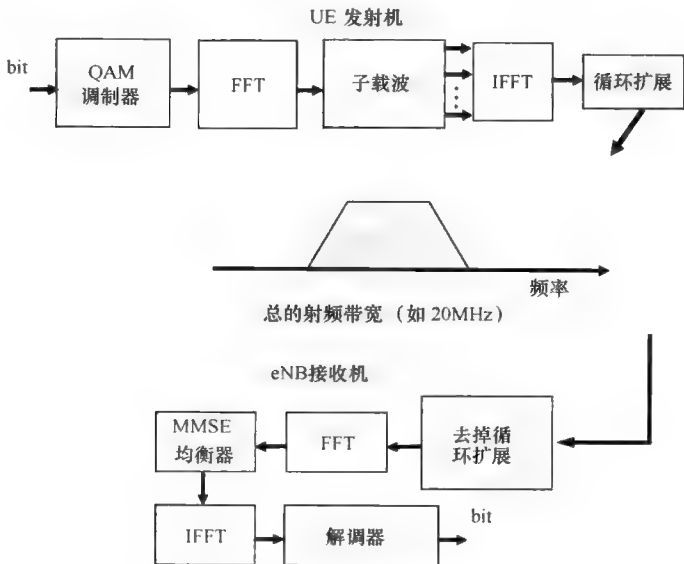 UE 发射机
bit
QAM
调制器
FFT
子载波
IFFT
循环扩展
频率
总的射频带宽（如 20MHz）
eNB接收机
MMSE
均衡器
FFT
去掉循
环扩展
IFFT
解调器
bit